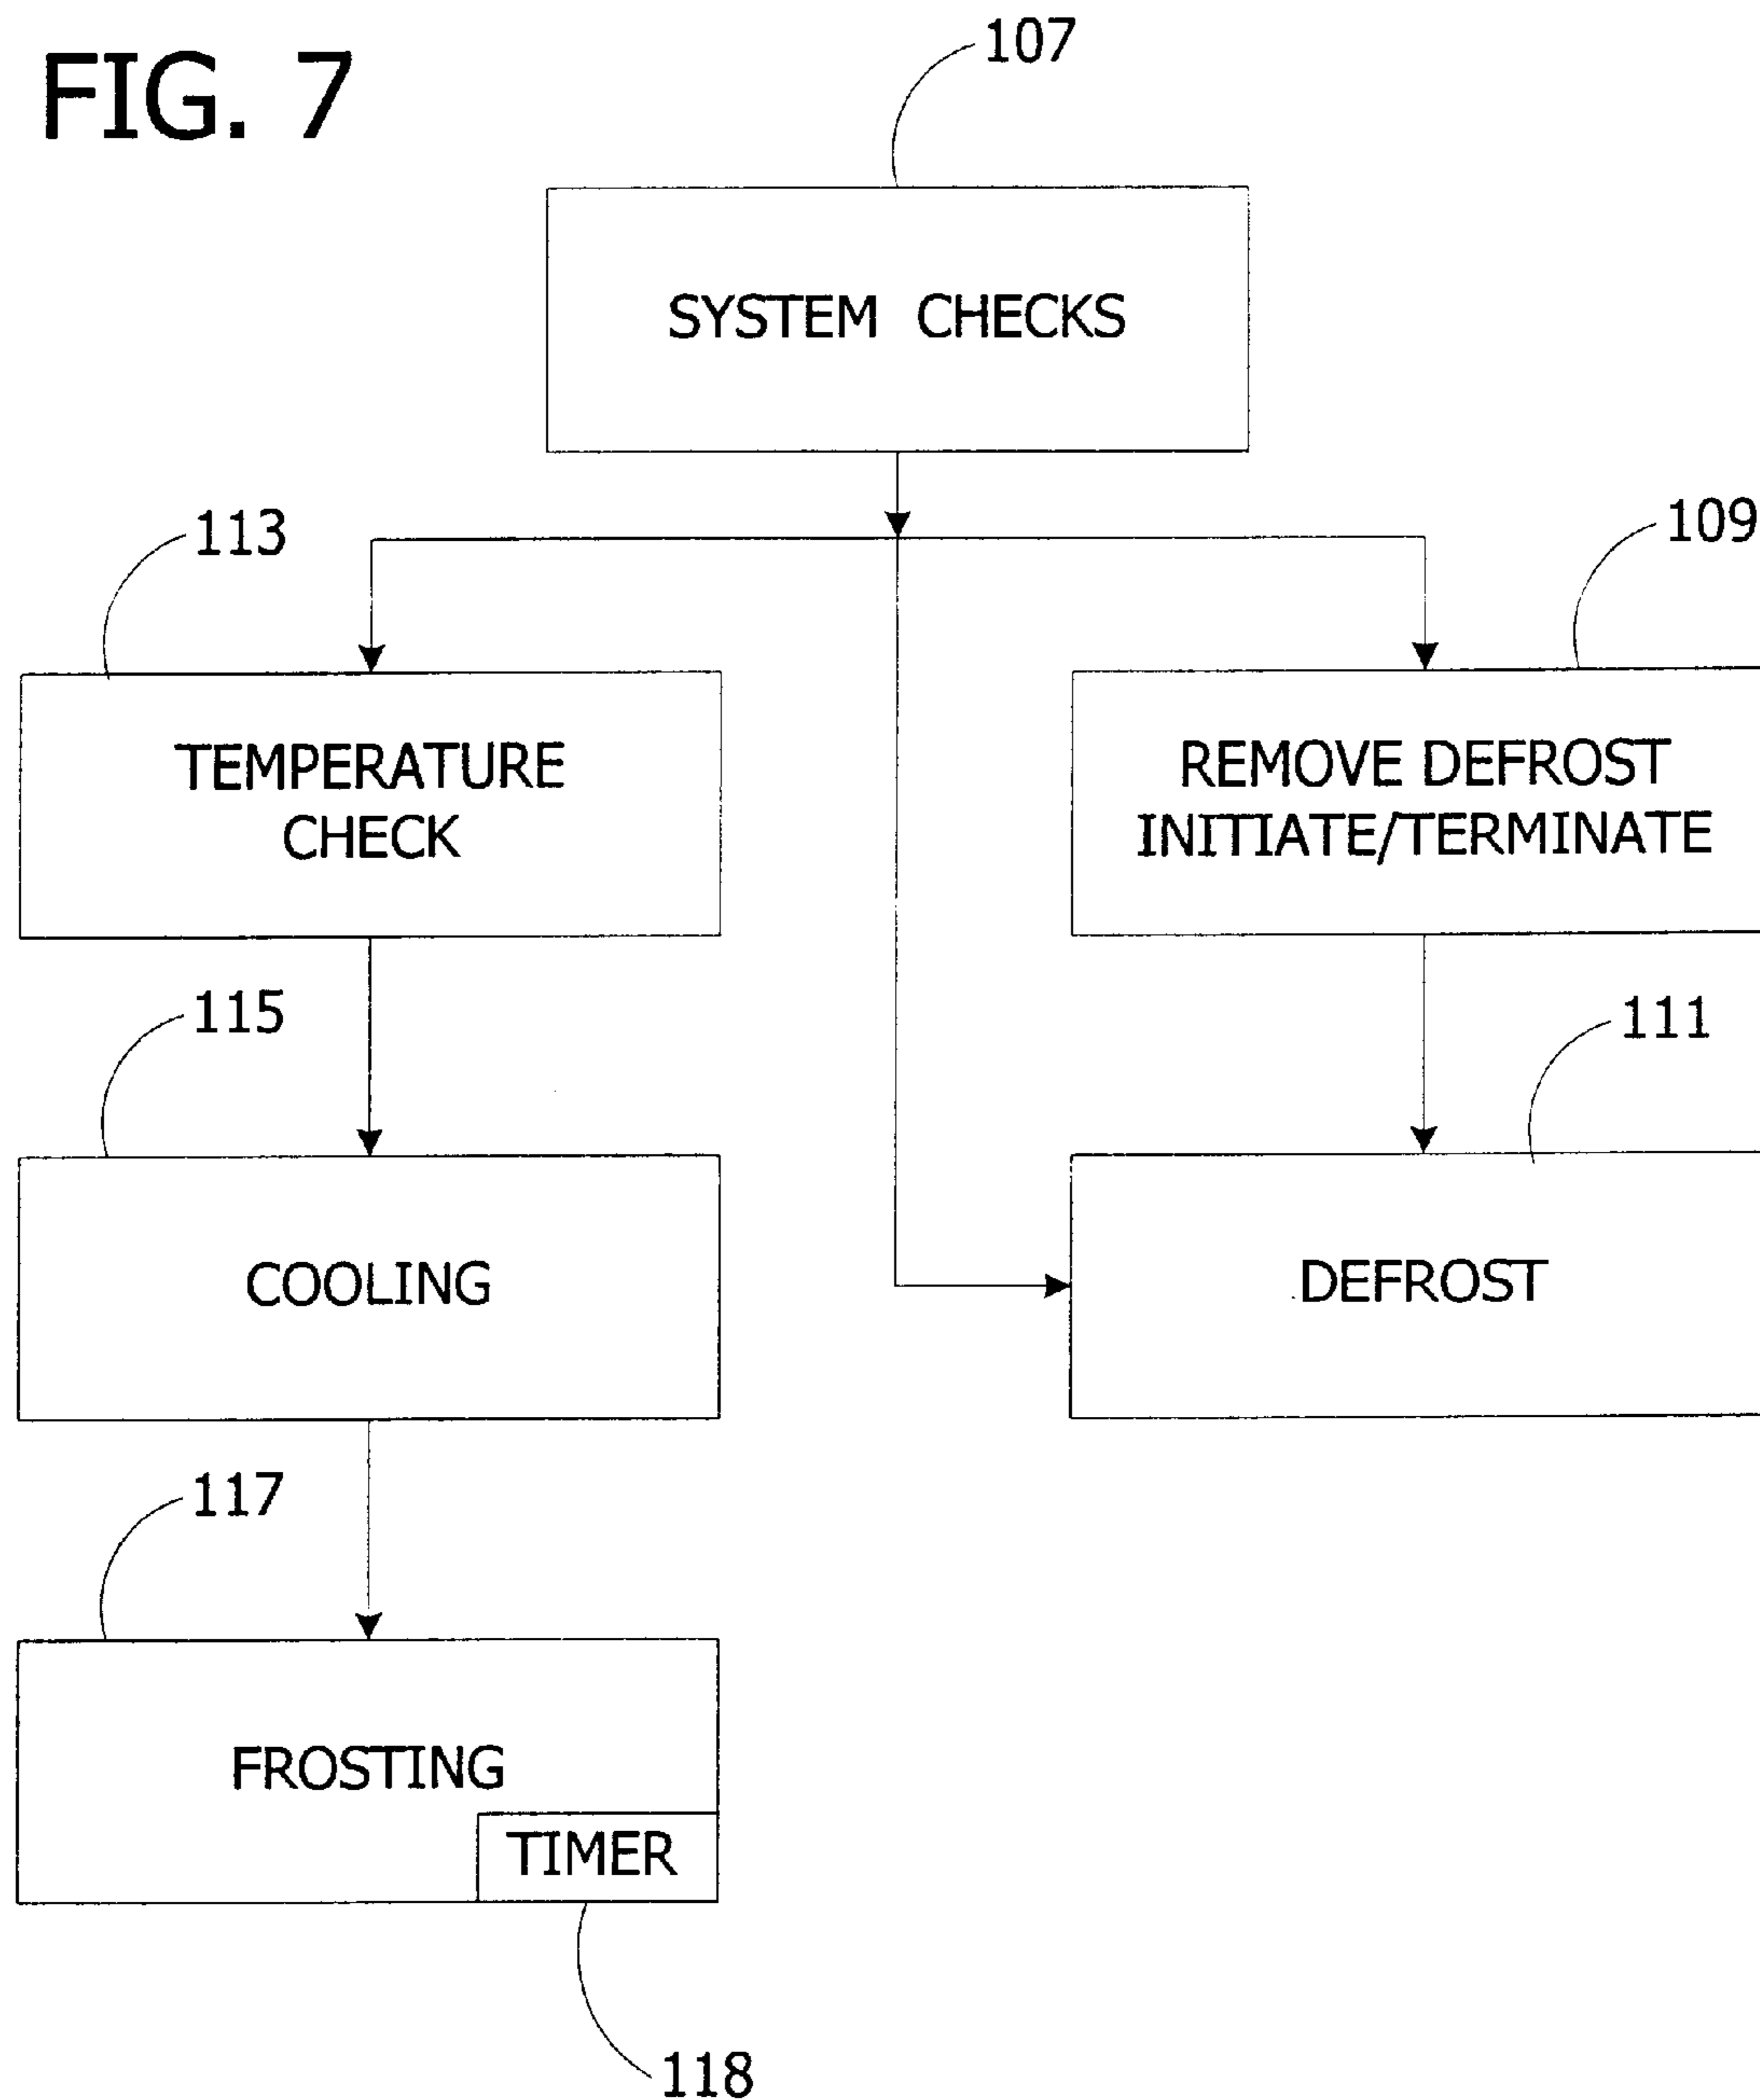 FIG. 7
107
SYSTEM CHECKS
113
109
TEMPERATURE
CHECK
REMOVE DEFROST
INITIATE/TERMINATE
115
111
COOLING
DEFROST
117
FROSTING
TIMER
118